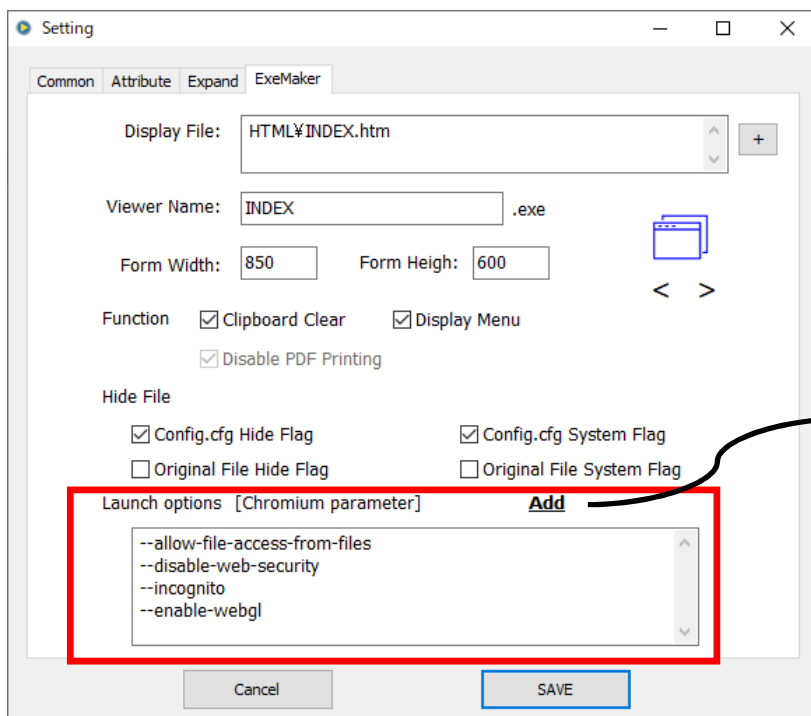 Setting
Common Attribute Expand ExeMaker
Display File: HTML¥INDEX.htm +
Viewer Name: INDEX .exe
Form Width: 850 Form Heigh: 600
< >
Function Clipboard Clear Display Menu
Disable PDF Printing
Hide File
Config.cfg Hide Flag Config.cfg System Flag
Original File Hide Flag Original File System Flag
Launch options [Chromium parameter] Add
--allow-file-access-from-files
--disable-web-security
--incognito
--enable-webgl
Cancel SAVE